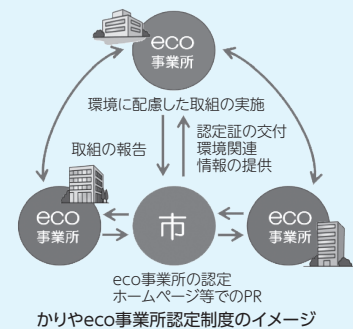 eco
事業所
環境に配慮した取組の実施
取組の報告
認定証の交付
環境関連
情報の提供
eco
事業所
市
eco
事業所
eco事業所の認定
ホームページ等でのPR
かりやeco事業所認定制度のイメージ